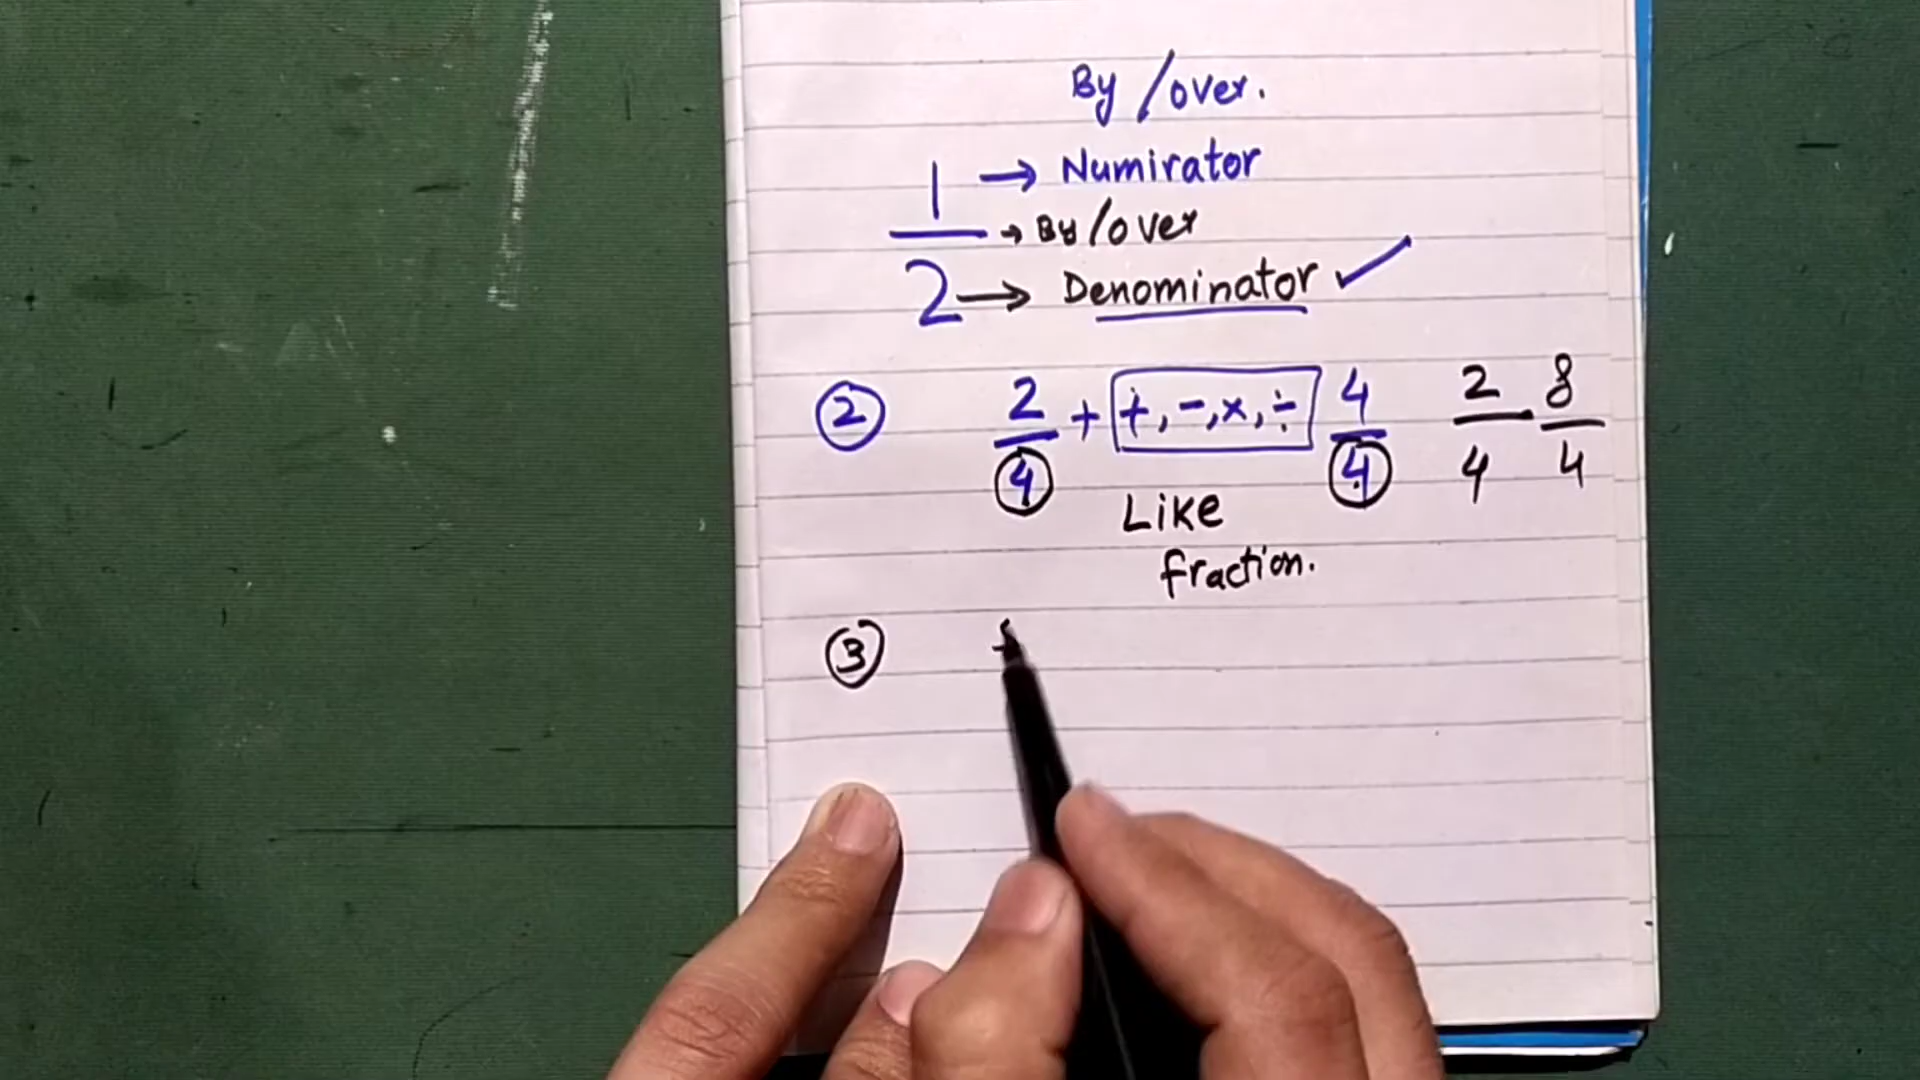 By /over.
1 → Numirator
→ By/over
2 → Denominator ✓
② 2/4 + +, -, ×, ÷ 4/4 2/4 8/4
Like
fraction.
③